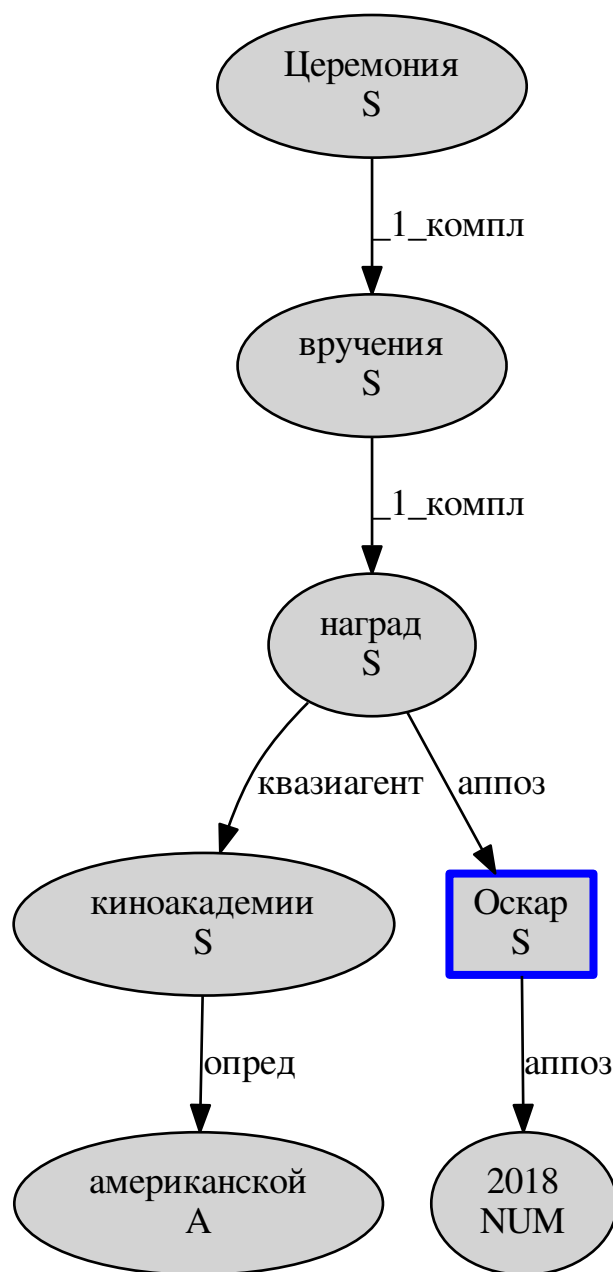 Церемония
S
_1_компл
вручения
S
_1_компл
наград
S
квазиагент
аппоз
киноакадемии
S
Оскар
S
опред
аппоз
американской
A
2018
NUM